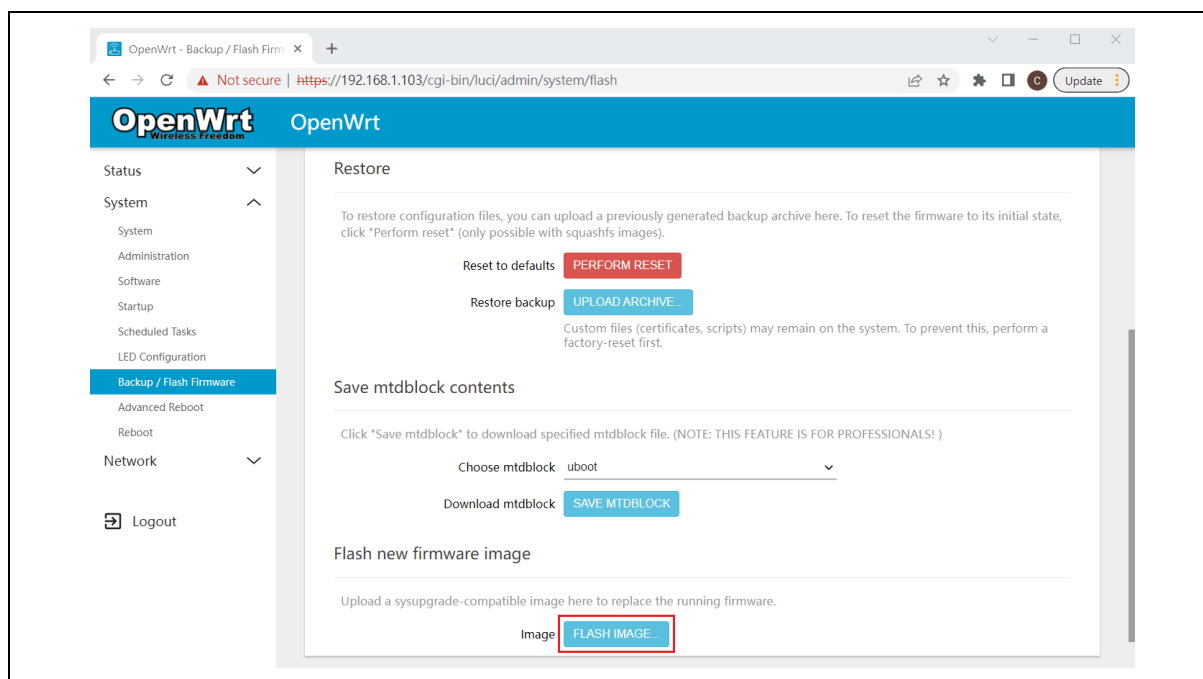 OpenWrt - Backup / Flash Firm
Not secure | https://192.168.1.103/cgi-bin/luci/admin/system/flash
C
Update
OpenWrt
Wireless Freedom
OpenWrt
Status
System
System
Administration
Software
Startup
Scheduled Tasks
LED Configuration
Backup / Flash Firmware
Advanced Reboot
Reboot
Network
Logout
Restore
To restore configuration files, you can upload a previously generated backup archive here. To reset the firmware to its initial state,
click "Perform reset" (only possible with squashfs images).
Reset to defaults PERFORM RESET
Restore backup UPLOAD ARCHIVE...
Custom files (certificates, scripts) may remain on the system. To prevent this, perform a
factory-reset first.
Save mtdblock contents
Click "Save mtdblock" to download specified mtdblock file. (NOTE: THIS FEATURE IS FOR PROFESSIONALS! )
Choose mtdblock uboot
Download mtdblock SAVE MTDBLOCK
Flash new firmware image
Upload a sysupgrade-compatible image here to replace the running firmware.
Image FLASH IMAGE...